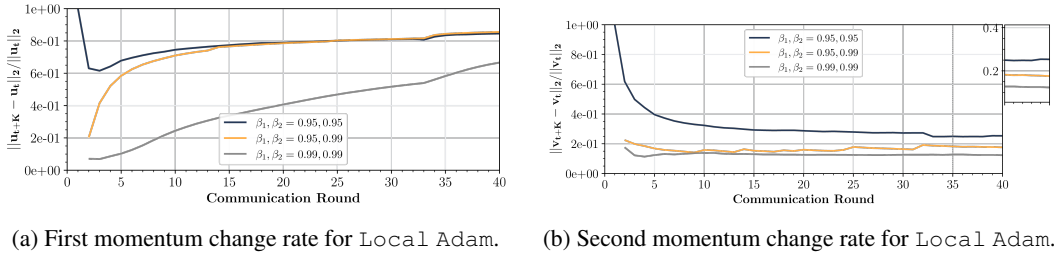 1e+00
8e-01
6e-01
4e-01
2e-01
0e+00
||u_{t+K} − u_t||_2/||u_t||_2
β1, β2 = 0.95, 0.95
β1, β2 = 0.95, 0.99
β1, β2 = 0.99, 0.99
0 5 10 15 20 25 30 35 40
Communication Round
(a) First momentum change rate for Local Adam.
1e+00
8e-01
6e-01
4e-01
2e-01
0e+00
||v_{t+K} − v_t||_2/||v_t||_2
β1, β2 = 0.95, 0.95
β1, β2 = 0.95, 0.99
β1, β2 = 0.99, 0.99
0.4
0.2
0 5 10 15 20 25 30 35 40
Communication Round
(b) Second momentum change rate for Local Adam.